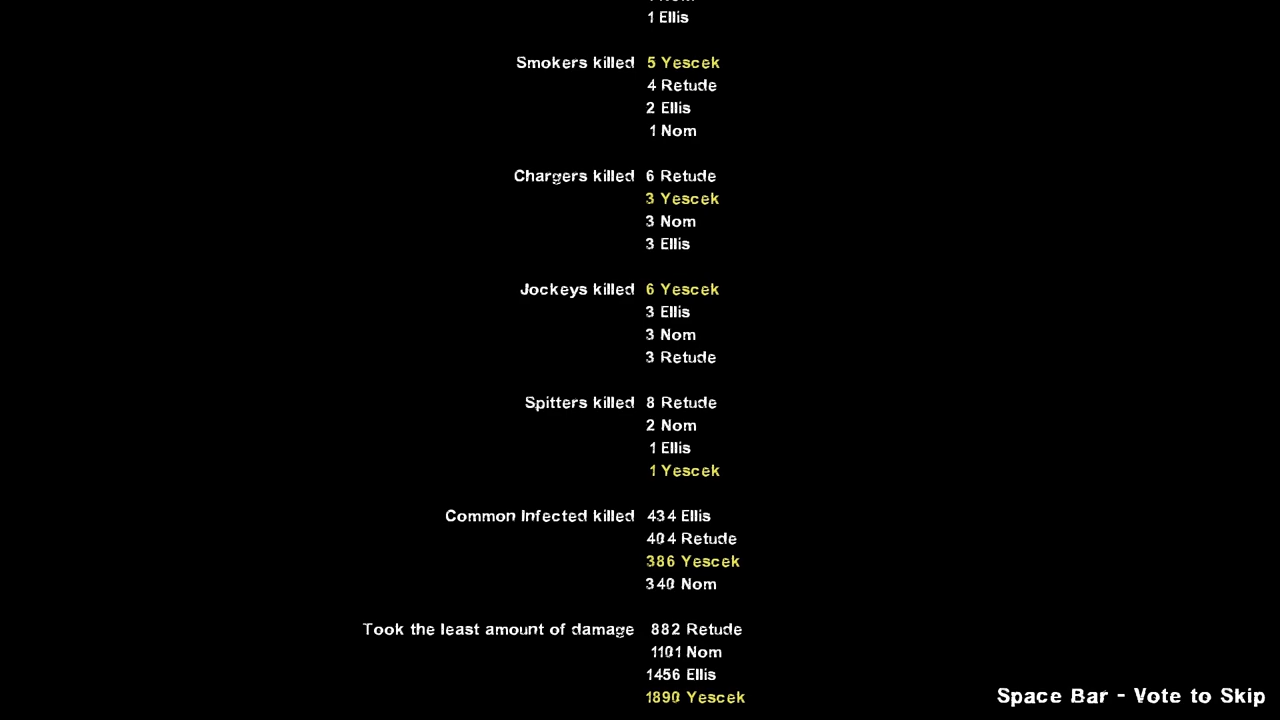 1 Ellis
Smokers killed 5 Yescek
4 Retude
2 Ellis
1 Nom
Chargers killed 6 Retude
3 Yescek
3 Nom
3 Ellis
Jockeys killed 6 Yescek
3 Ellis
3 Nom
3 Retude
Spitters killed 8 Retude
2 Nom
1 Ellis
1 Yescek
Common Infected killed 434 Ellis
404 Retude
386 Yescek
340 Nom
Took the least amount of damage 882 Retude
1101 Nom
1456 Ellis
1890 Yescek
Space Bar - Vote to Skip